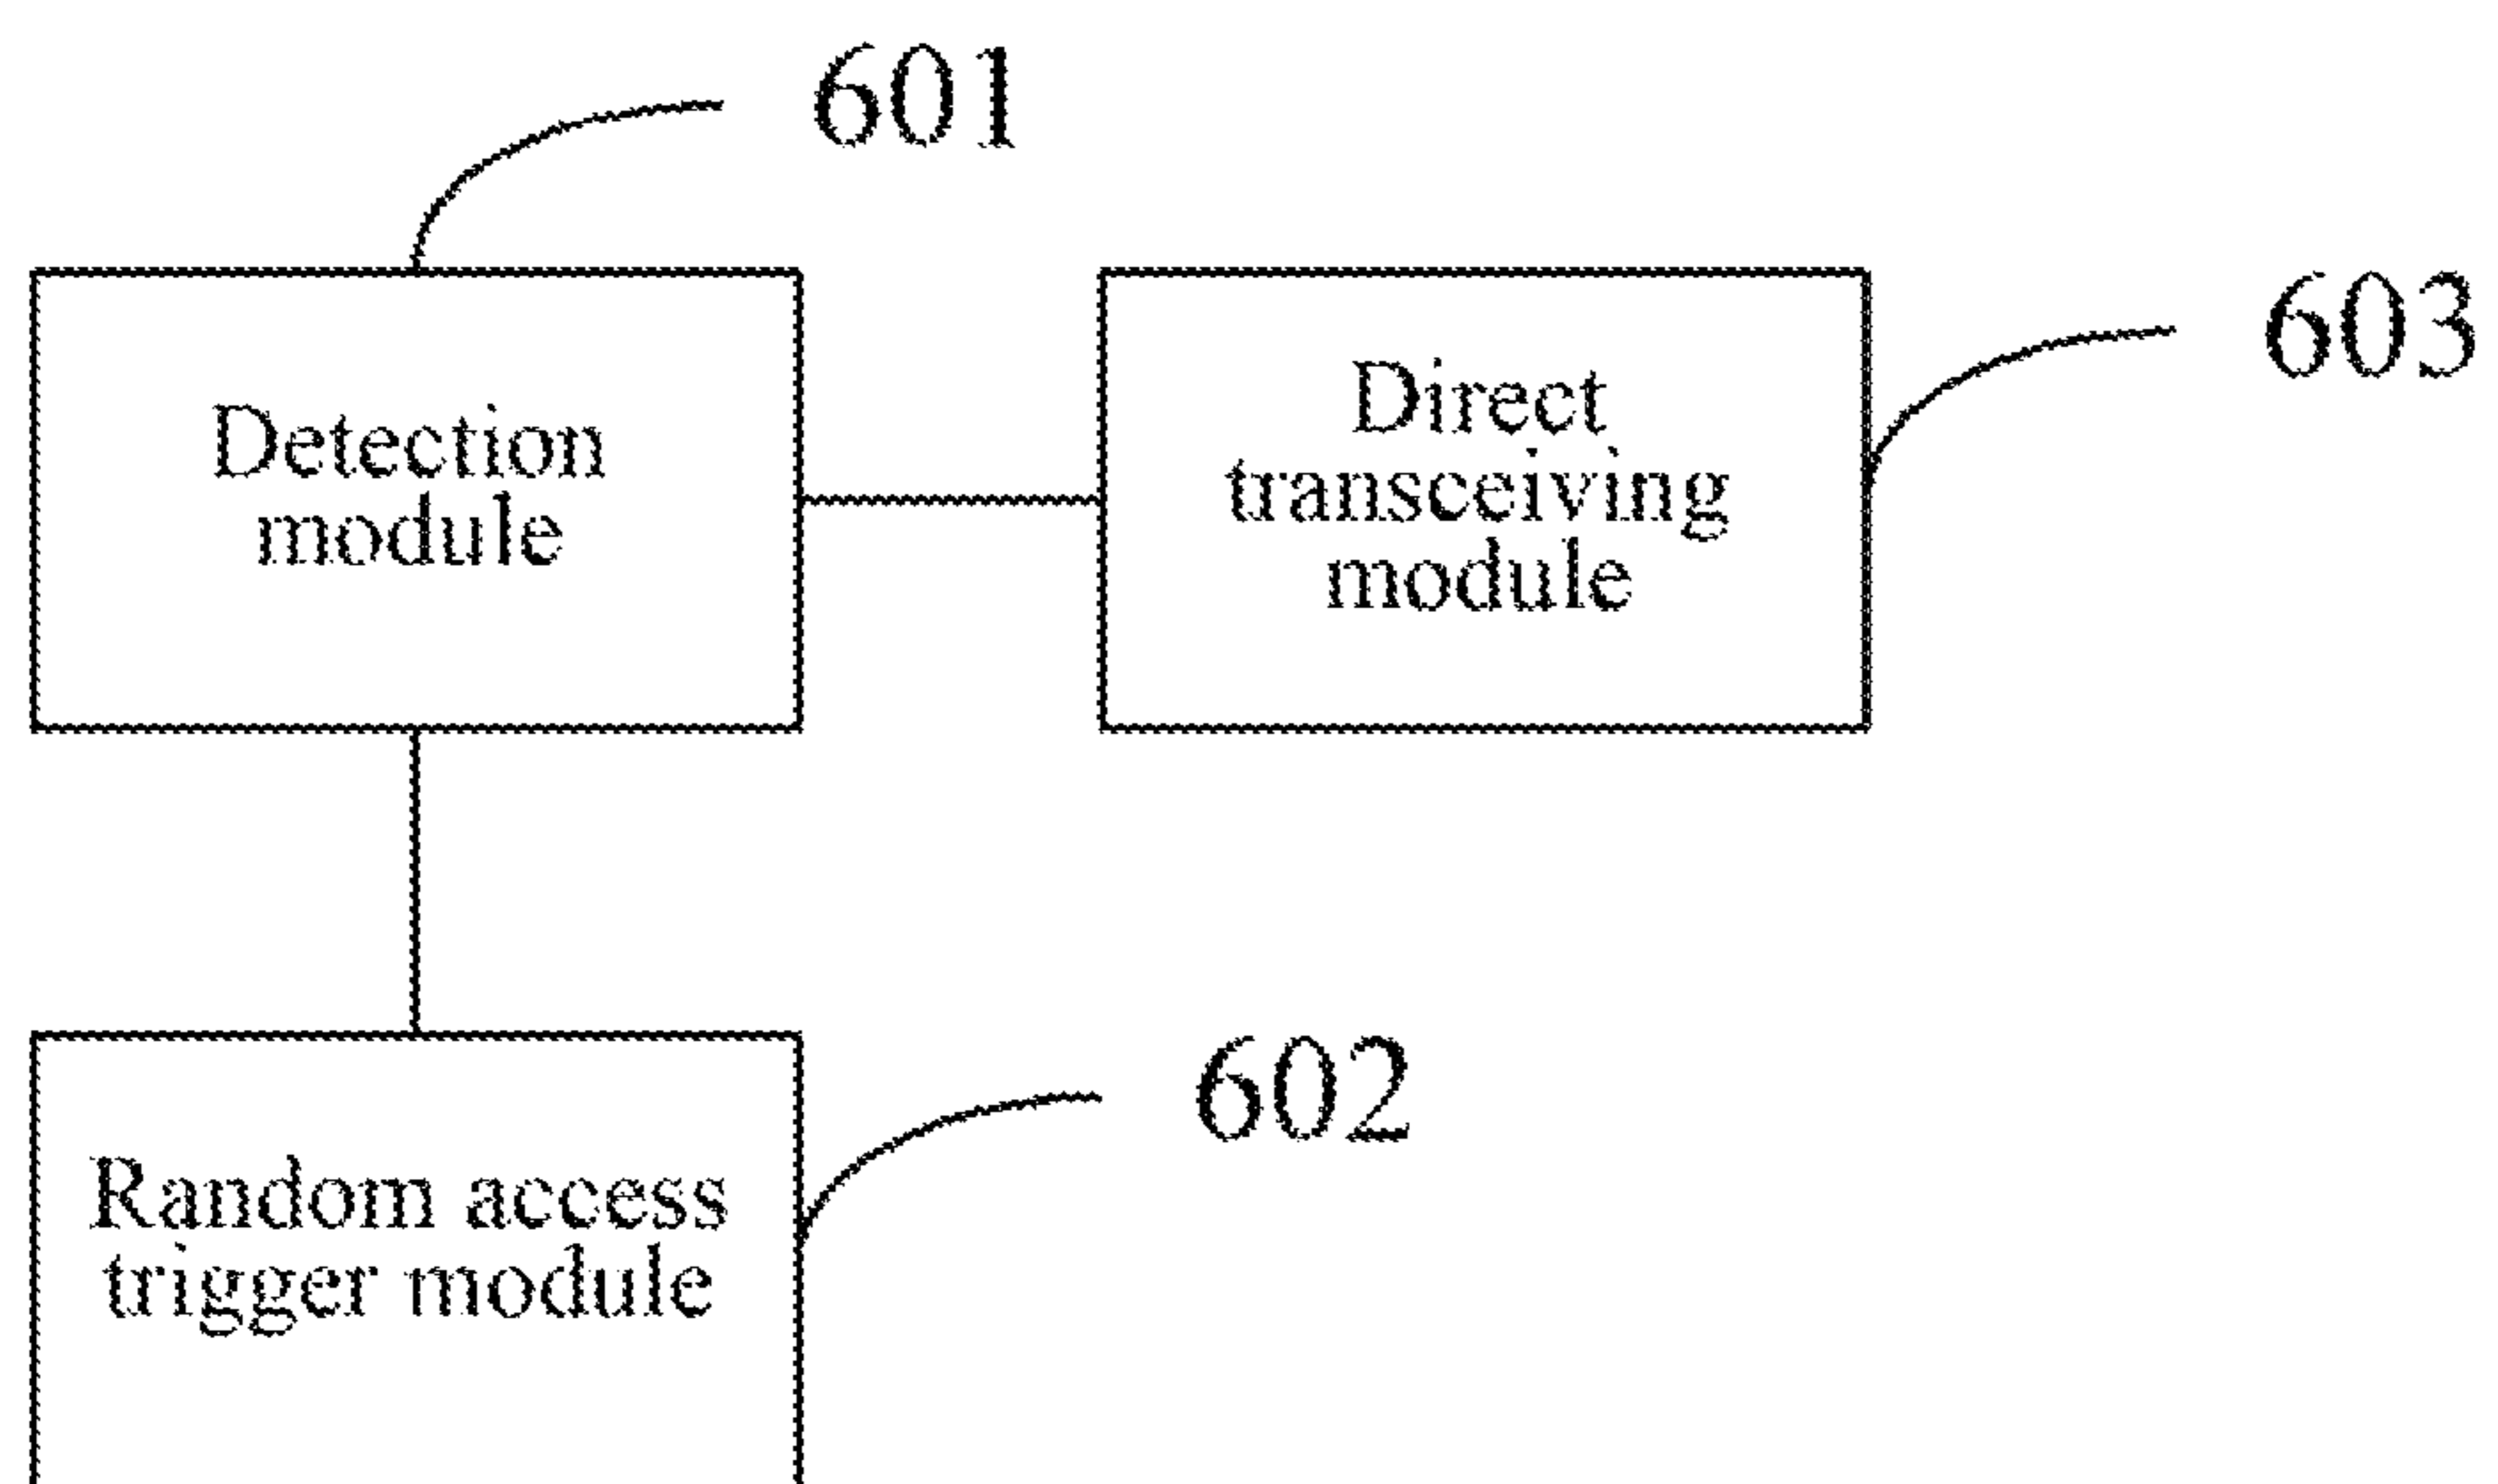 601
603
Detection
module
Direct
transceiving
module
602
Random access
trigger module